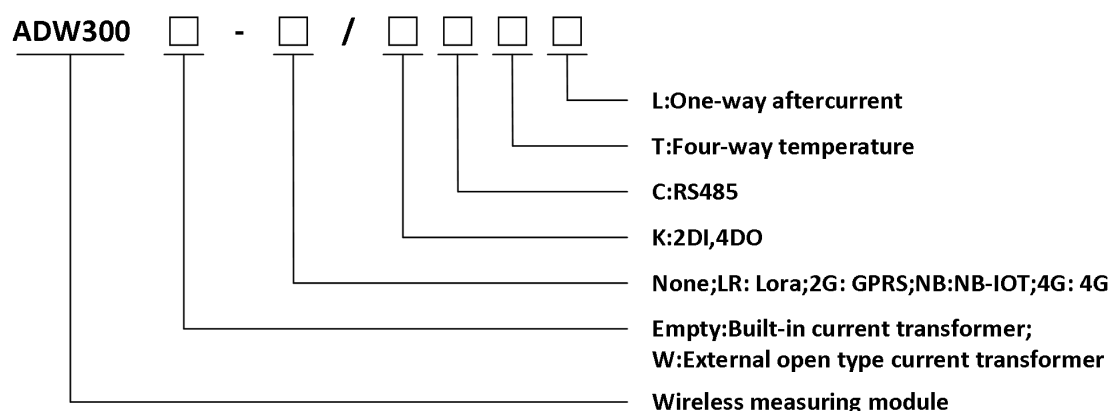 ADW300 □ - □ / □ □ □ □
L:One-way aftercurrent
T:Four-way temperature
C:RS485
K:2DI,4DO
None;LR: Lora;2G: GPRS;NB:NB-IOT;4G: 4G
Empty:Built-in current transformer;
W:External open type current transformer
Wireless measuring module